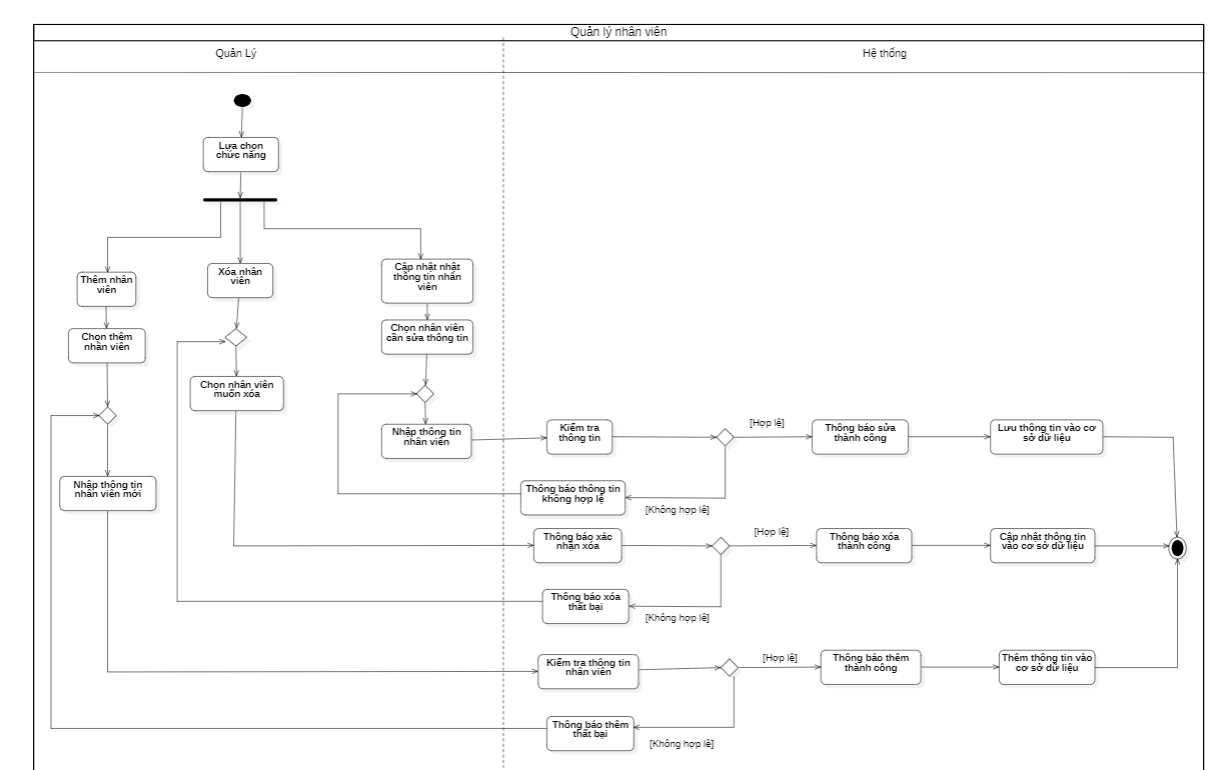 Quản lý nhân viên
Quản Lý
Hệ thống
Lựa chọn
chức năng
Thêm nhân
viên
Xóa nhân
viên
Cập nhật nhật
thông tin nhân
viên
Chọn thêm
nhân viên
Chọn nhân viên
cần sửa thông tin
Chọn nhân viên
muốn xóa
Nhập thông tin
nhân viên
Kiểm tra
thông tin
[Hợp lệ]
Thông báo sửa
thành công
Lưu thông tin vào cơ
sở dữ liệu
Nhập thông tin
nhân viên mới
Thông báo thông tin
không hợp lệ
[Không hợp lệ]
Thông báo xác
nhận xóa
[Hợp lệ]
Thông báo xóa
thành công
Cập nhật thông tin
vào cơ sở dữ liệu
Thông báo xóa
thất bại
[Không hợp lệ]
Kiểm tra thông tin
nhân viên
[Hợp lệ]
Thông báo thêm
thành công
Thêm thông tin vào
cơ sở dữ liệu
Thông báo thêm
thất bại
[Không hợp lệ]